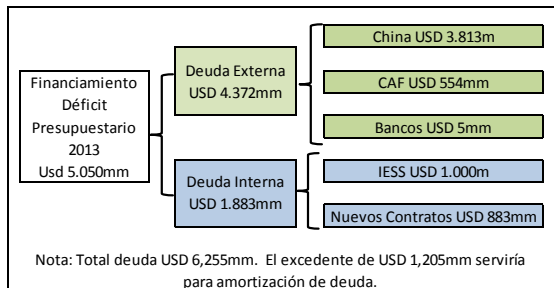 Financiamiento
Déficit
Presupuestario
2013
Usd 5.050mm
Deuda Externa
USD 4.372mm
China USD 3.813m
CAF USD 554mm
Bancos USD 5mm
Deuda Interna
USD 1.883mm
IESS USD 1.000m
Nuevos Contratos USD 883mm
Nota: Total deuda USD 6,255mm. El excedente de USD 1,205mm serviría
para amortización de deuda.